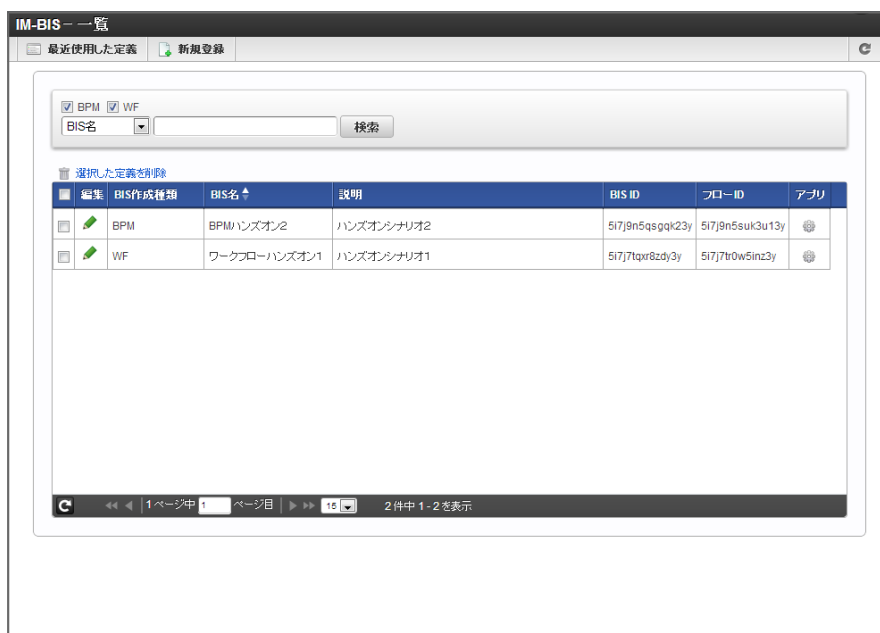 IM-BIS－一覧
最近使用した定義 新規登録
BPM WF
BIS名 検索
選択した定義を削除
編集 BIS作成種類 BIS名 説明 BIS ID フローID アプリ
BPM BPMハンズオン2 ハンズオンシナリオ2 5i7j9n5qsgqk23y 5i7j9n5suk3u13y
WF ワークフローハンズオン1 ハンズオンシナリオ1 5i7j7tqxr8zdy3y 5i7j7tr0w5inz3y
1 ページ中 1 ページ目 15 2 件中 1 - 2 を表示